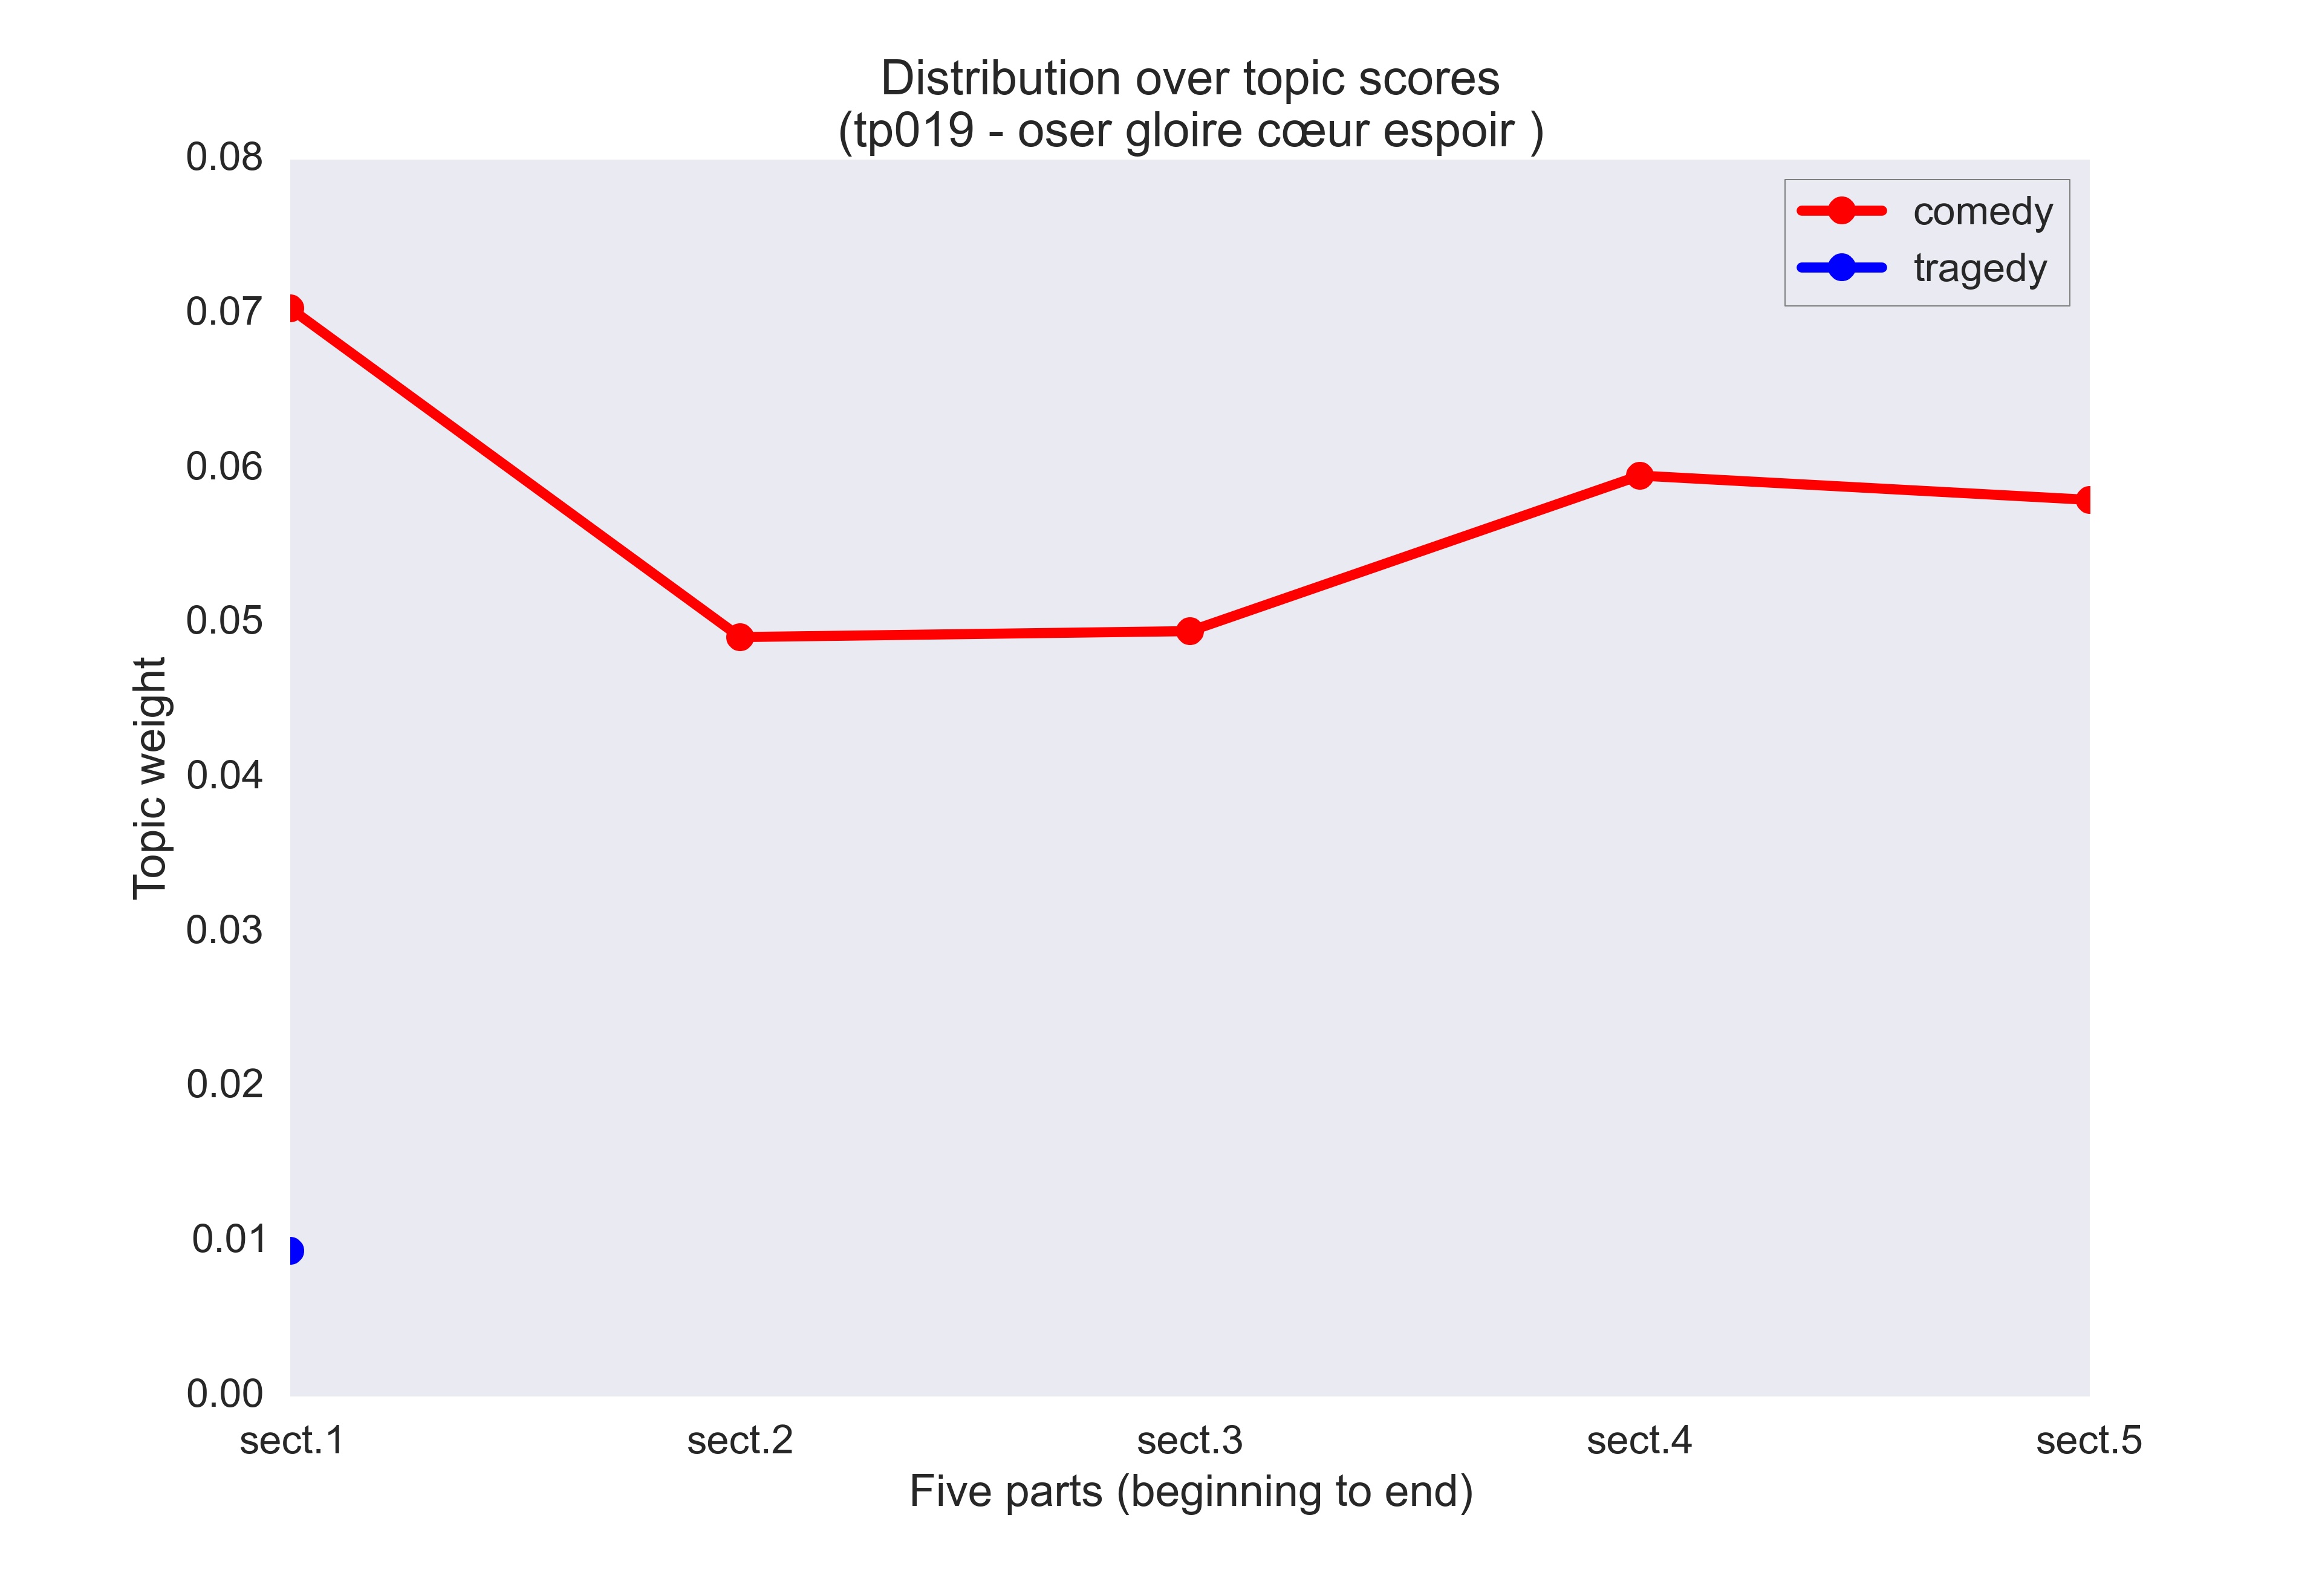 Distribution over topic scores
(tp019 - oser gloire cœur espoir )
comedy
tragedy
0.08
0.07
0.06
0.05
0.04
0.03
0.02
0.01
0.00
Topic weight
sect.1 sect.2 sect.3 sect.4 sect.5
Five parts (beginning to end)